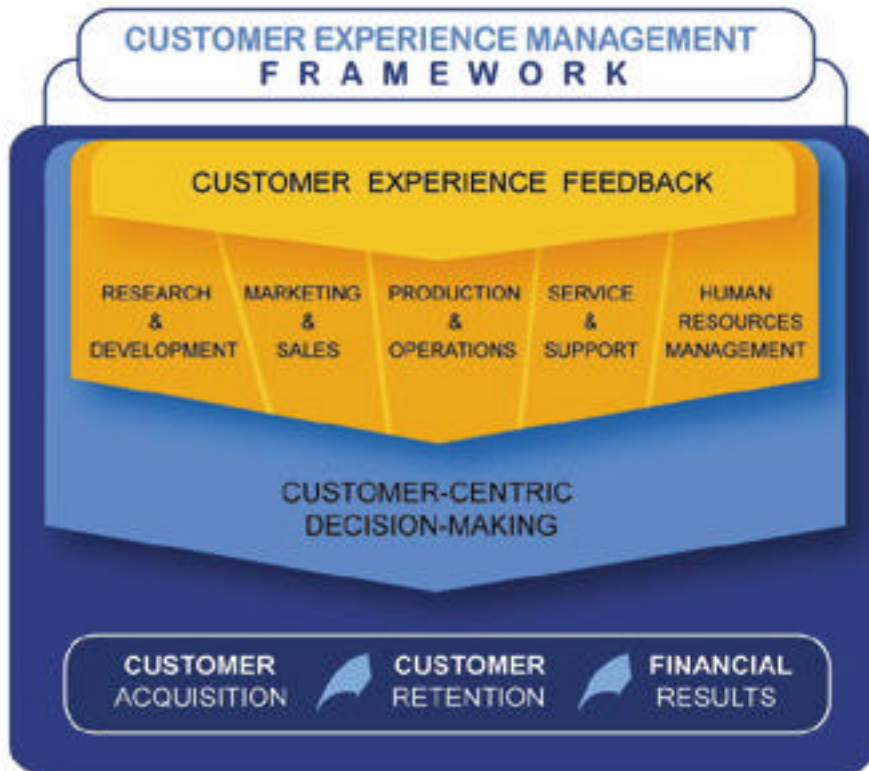 CUSTOMER EXPERIENCE MANAGEMENT
FRAMEWORK
CUSTOMER EXPERIENCE FEEDBACK
RESEARCH
&
DEVELOPMENT
MARKETING
&
SALES
PRODUCTION
&
OPERATIONS
SERVICE
&
SUPPORT
HUMAN
RESOURCES
MANAGEMENT
CUSTOMER-CENTRIC
DECISION-MAKING
CUSTOMER
ACQUISITION
CUSTOMER
RETENTION
FINANCIAL
RESULTS